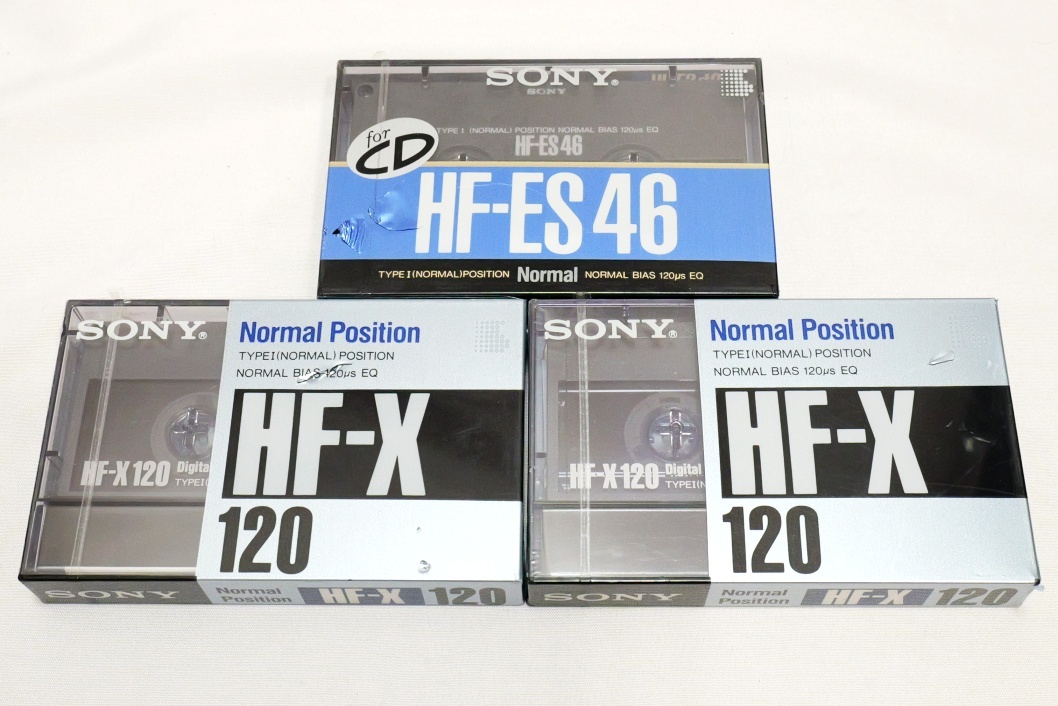 SONY®
SONY
for
CD
TYPE I (NORMAL) POSITION NORMAL BIAS 120µs EQ
HF-ES 46
HF-ES 46
TYPE I (NORMAL) POSITION Normal NORMAL BIAS 120µs EQ
SONY®
Normal Position
TYPE I (NORMAL) POSITION
NORMAL BIAS 120µs EQ
HF-X
HF-X 120 Digita
TYPE I(
120
SONY Normal Position HF-X 120
SONY®
Normal Position
TYPE I (NORMAL) POSITION
NORMAL BIAS 120µs EQ
HF-X
HF-X 120 Digital
TYPE I(N
120
SONY Normal Position HF-X 120